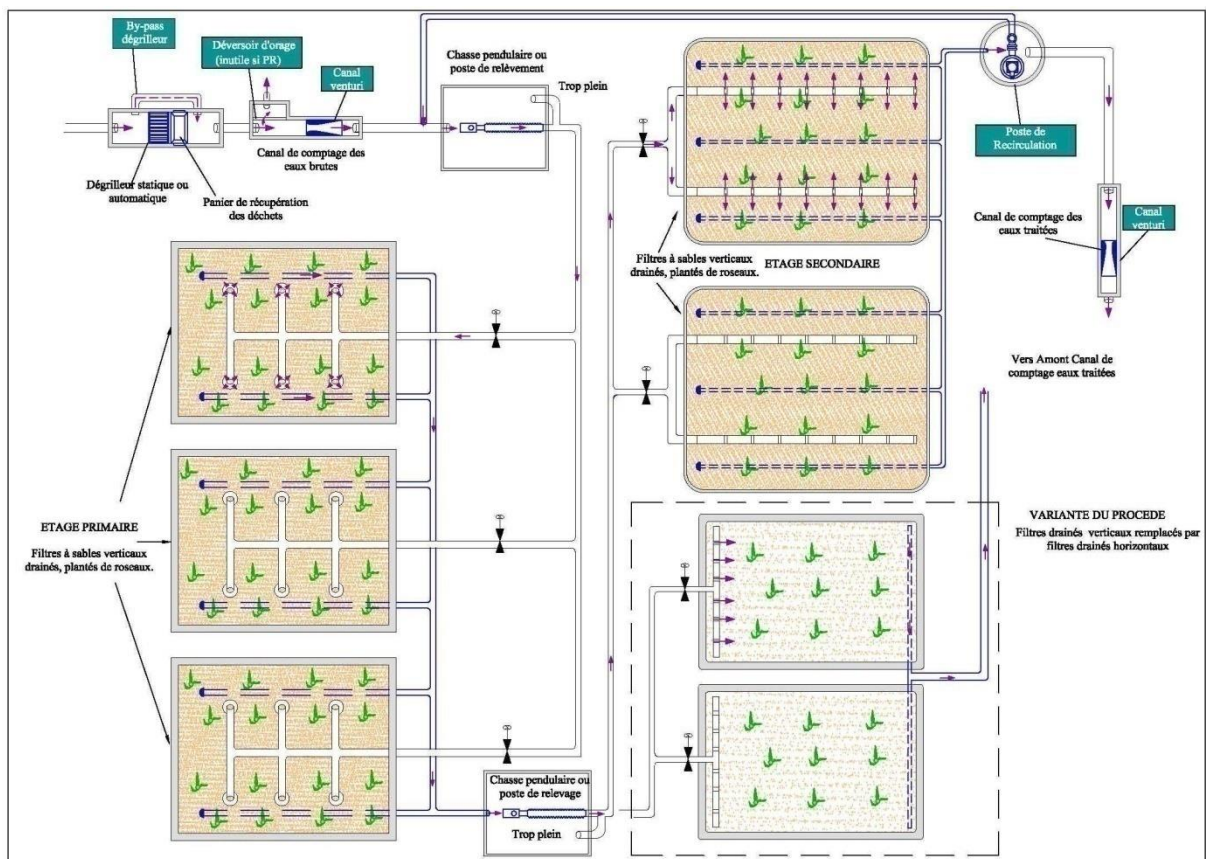 By-pass
dégrilleur
Déversoir d'orage
(inutile si PR)
Canal
venturi
Dégrilleur statique ou
automatique
Panier de récupération
des déchets
Canal de comptage des
eaux brutes
Chasse pendulaire ou
poste de relèvement
Trop plein
Poste de
Recirculation
Canal de comptage des
eaux traitées
Canal
venturi
Filtres à sables verticaux
drainés, plantés de roseaux.
ETAGE SECONDAIRE
Vers Amont Canal de
comptage eaux traitées
ETAGE PRIMAIRE
Filtres à sables verticaux
drainés, plantés de roseaux.
VARIANTE DU PROCEDE
Filtres drainés verticaux remplacés par
filtres drainés horizontaux
Chasse pendulaire ou
poste de relevage
Trop plein